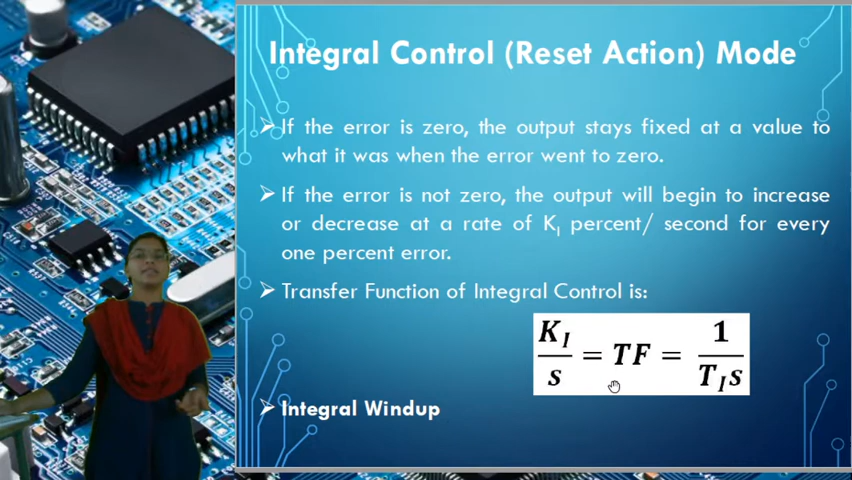 Integral Control (Reset Action) Mode
➢ If the error is zero, the output stays fixed at a value to
what it was when the error went to zero.
➢ If the error is not zero, the output will begin to increase
or decrease at a rate of K_I percent/ second for every
one percent error.
➢ Transfer Function of Integral Control is:
K_I / s = TF = 1 / T_I s
➢ Integral Windup